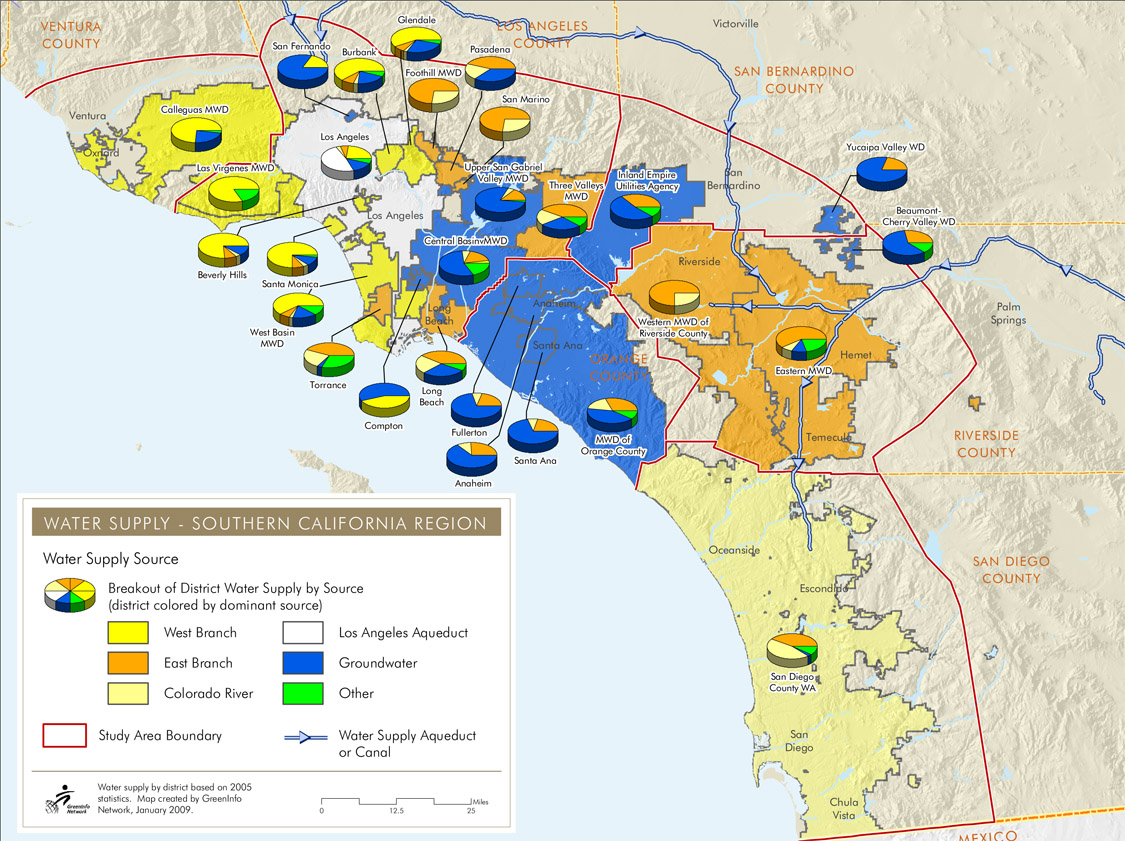 VENTURA
COUNTY
LOS ANGELES
COUNTY
Victorville
SAN BERNARDINO
COUNTY
Glendale
San Fernando
Burbank
Pasadena
Foothill MWD
San Marino
Calleguas MWD
Ventura
Oxnard
Los Angeles
Las Virgenes MWD
Upper San Gabriel
Valley MWD
Three Valleys
MWD
Inland Empire
Utilities Agency
San
Bernardino
Yucaipa Valley WD
Beaumont-
Cherry Valley WD
Los Angeles
Central BasinvMWD
Beverly Hills
Santa Monica
West Basin
MWD
Riverside
Western MWD of
Riverside County
Palm
Springs
Long
Beach
Anaheim
Santa Ana
ORANGE
COUNTY
Eastern MWD
Hemet
Torrance
Long
Beach
Compton
Fullerton
Santa Ana
Anaheim
MWD of
Orange County
Temecula
RIVERSIDE
COUNTY
WATER SUPPLY - SOUTHERN CALIFORNIA REGION
Water Supply Source
Breakout of District Water Supply by Source
(district colored by dominant source)
West Branch
Los Angeles Aqueduct
East Branch
Groundwater
Colorado River
Other
Study Area Boundary
Water Supply Aqueduct
or Canal
GreenInfo
Network
Water supply by district based on 2005
statistics. Map created by GreenInfo
Network, January 2009.
Miles
0 12.5 25
Oceanside
Escondido
SAN DIEGO
COUNTY
San Diego
County WA
San
Diego
Chula
Vista
MEXICO